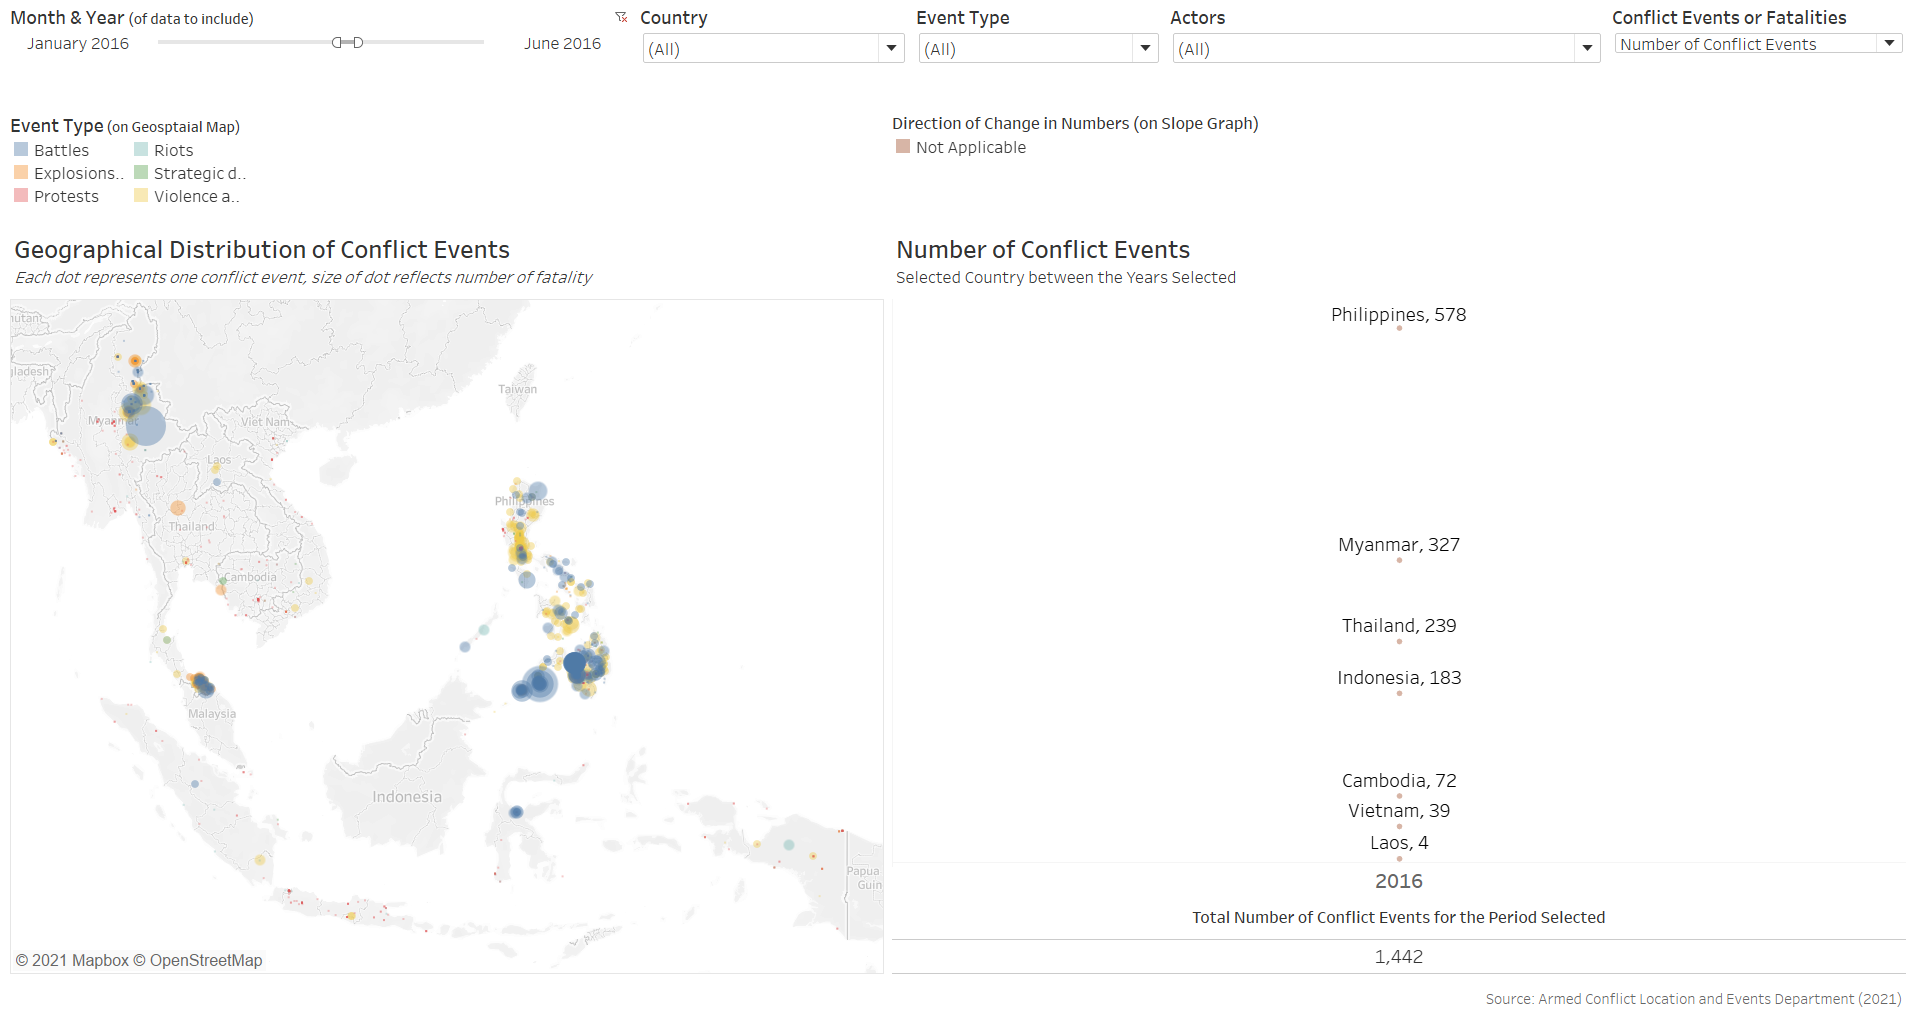 Month & Year (of data to include)
January 2016
June 2016
Country
(All)
Event Type
(All)
Actors
(All)
Conflict Events or Fatalities
Number of Conflict Events
Event Type (on Geosptaial Map)
Battles
Riots
Explosions..
Strategic d..
Protests
Violence a..
Direction of Change in Numbers (on Slope Graph)
Not Applicable
Geographical Distribution of Conflict Events
Each dot represents one conflict event, size of dot reflects number of fatality
hutan
gladesh
Taiwan
Myanmar
Viet Nam
Laos
Philippines
Thailand
Cambodia
Malaysia
Indonesia
Papua
Guin
© 2021 Mapbox © OpenStreetMap
Number of Conflict Events
Selected Country between the Years Selected
Philippines, 578
Myanmar, 327
Thailand, 239
Indonesia, 183
Cambodia, 72
Vietnam, 39
Laos, 4
2016
Total Number of Conflict Events for the Period Selected
1,442
Source: Armed Conflict Location and Events Department (2021)